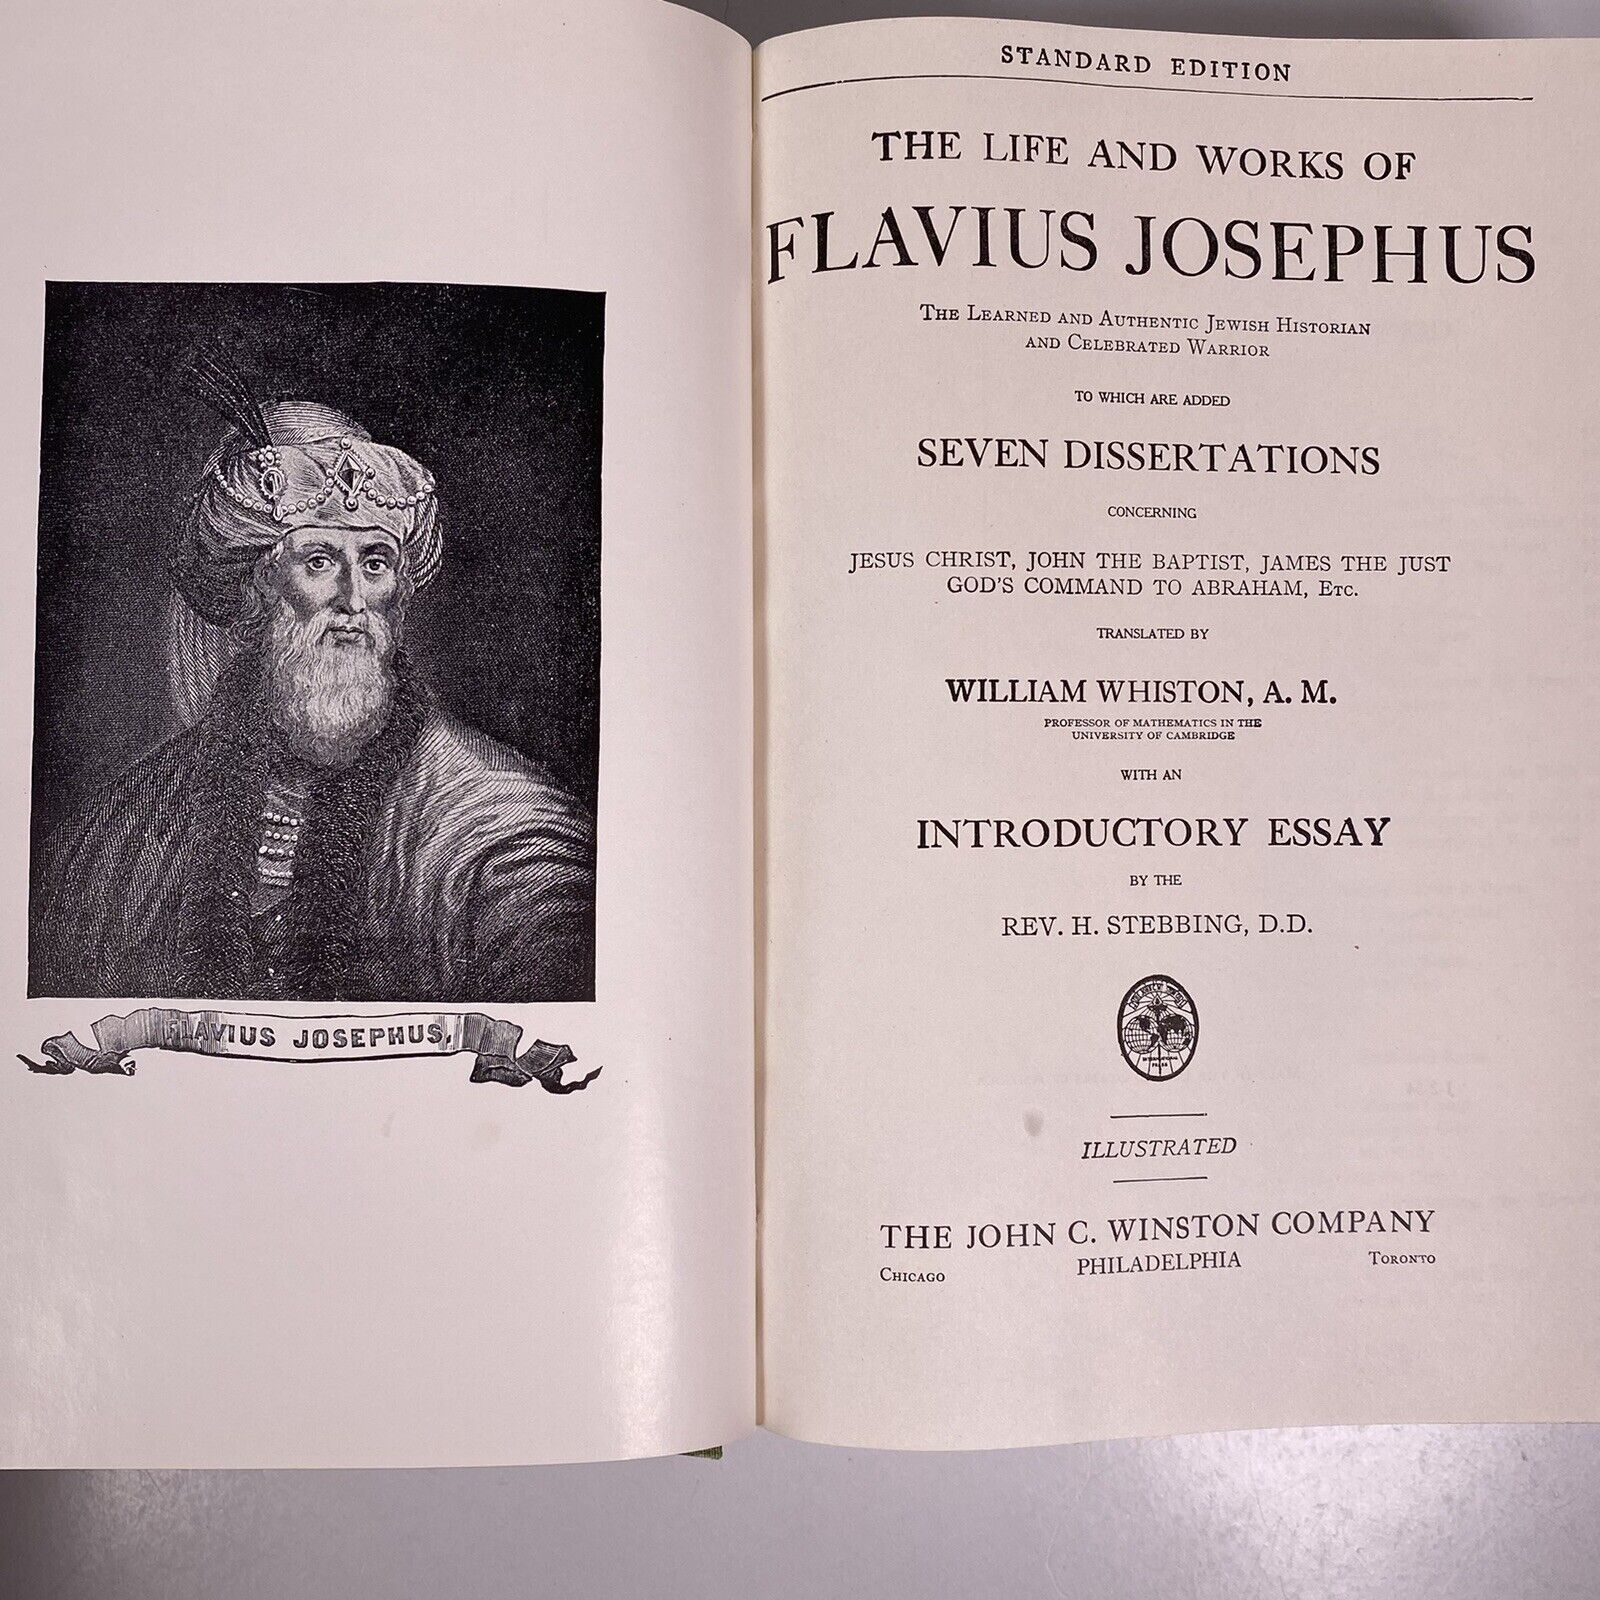 FLAVIUS JOSEPHUS.
STANDARD EDITION
THE LIFE AND WORKS OF
FLAVIUS JOSEPHUS
THE LEARNED AND AUTHENTIC JEWISH HISTORIAN
AND CELEBRATED WARRIOR
TO WHICH ARE ADDED
SEVEN DISSERTATIONS
CONCERNING
JESUS CHRIST, JOHN THE BAPTIST, JAMES THE JUST
GOD'S COMMAND TO ABRAHAM, ETC.
TRANSLATED BY
WILLIAM WHISTON, A. M.
PROFESSOR OF MATHEMATICS IN THE
UNIVERSITY OF CAMBRIDGE
WITH AN
INTRODUCTORY ESSAY
BY THE
REV. H. STEBBING, D.D.
INTERNATIONAL
ILLUSTRATED
THE JOHN C. WINSTON COMPANY
CHICAGO PHILADELPHIA TORONTO